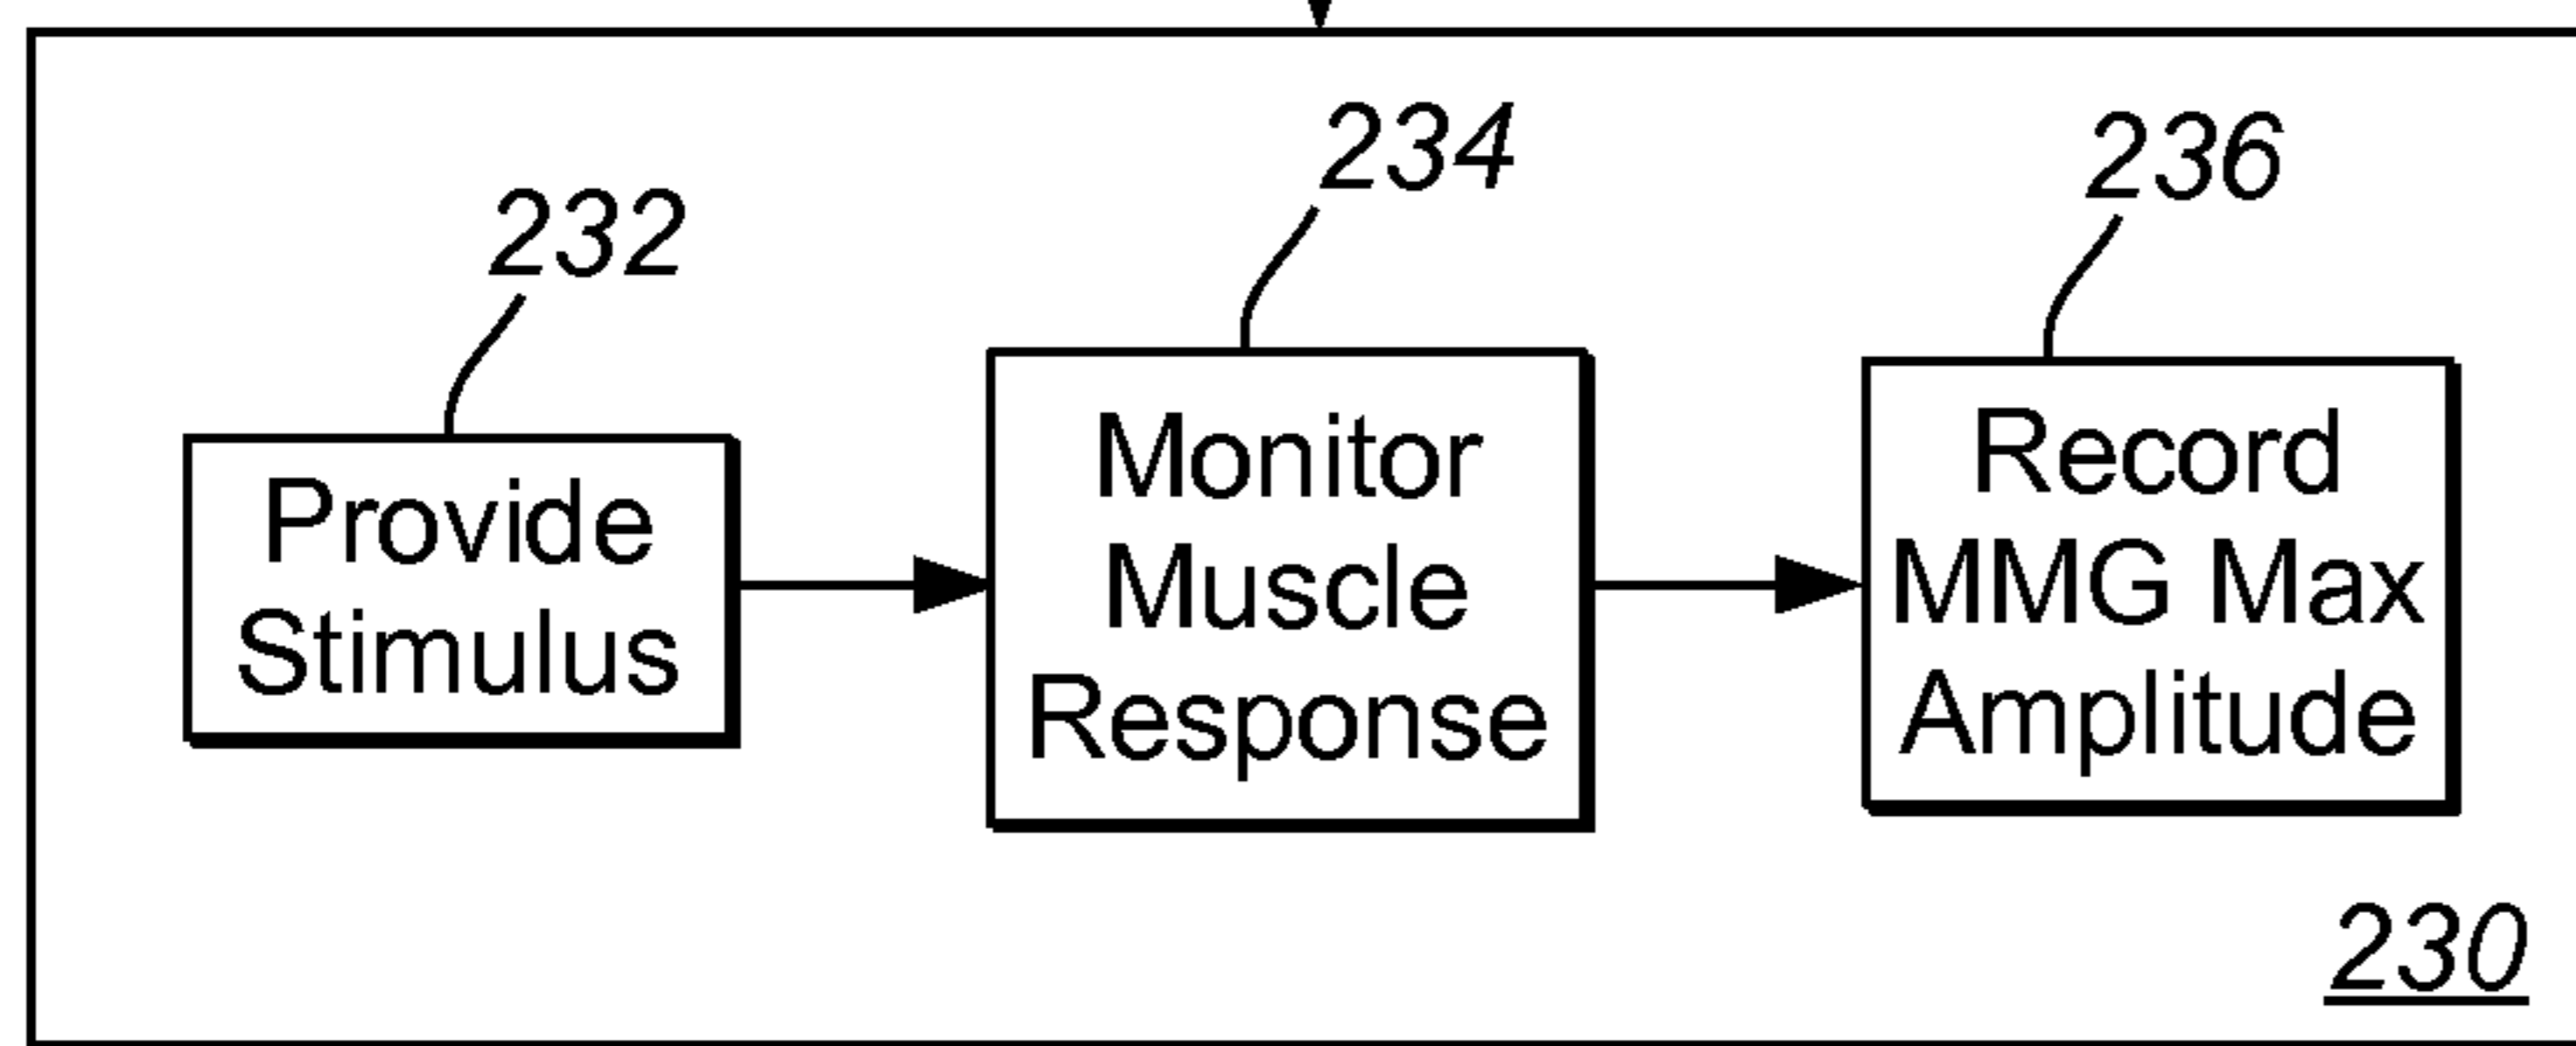 232
234
236
Provide
Stimulus
Monitor
Muscle
Response
Record
MMG Max
Amplitude
230